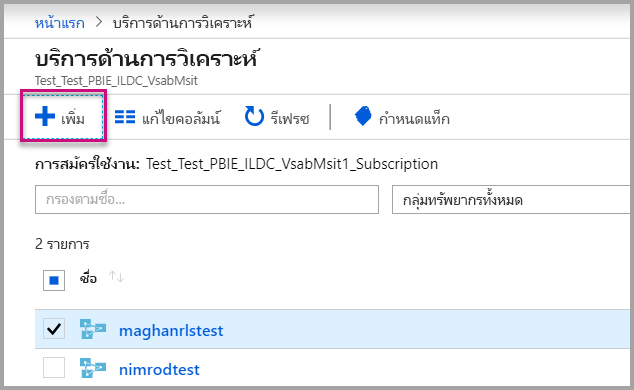 หน้าแรก > บริการด้านการวิเคราะห์
บริการด้านการวิเคราะห์
Test_Test_PBIE_ILDC_VsabMsit
เพิ่ม แก้ไขคอลัมน์ รีเฟรช กำหนดแท็ก
การสมัครใช้งาน: Test_Test_PBIE_ILDC_VsabMsit1_Subscription
กรองตามชื่อ... กลุ่มทรัพยากรทั้งหมด
2 รายการ
ชื่อ ↑↓
maghanrlstest
nimrodtest